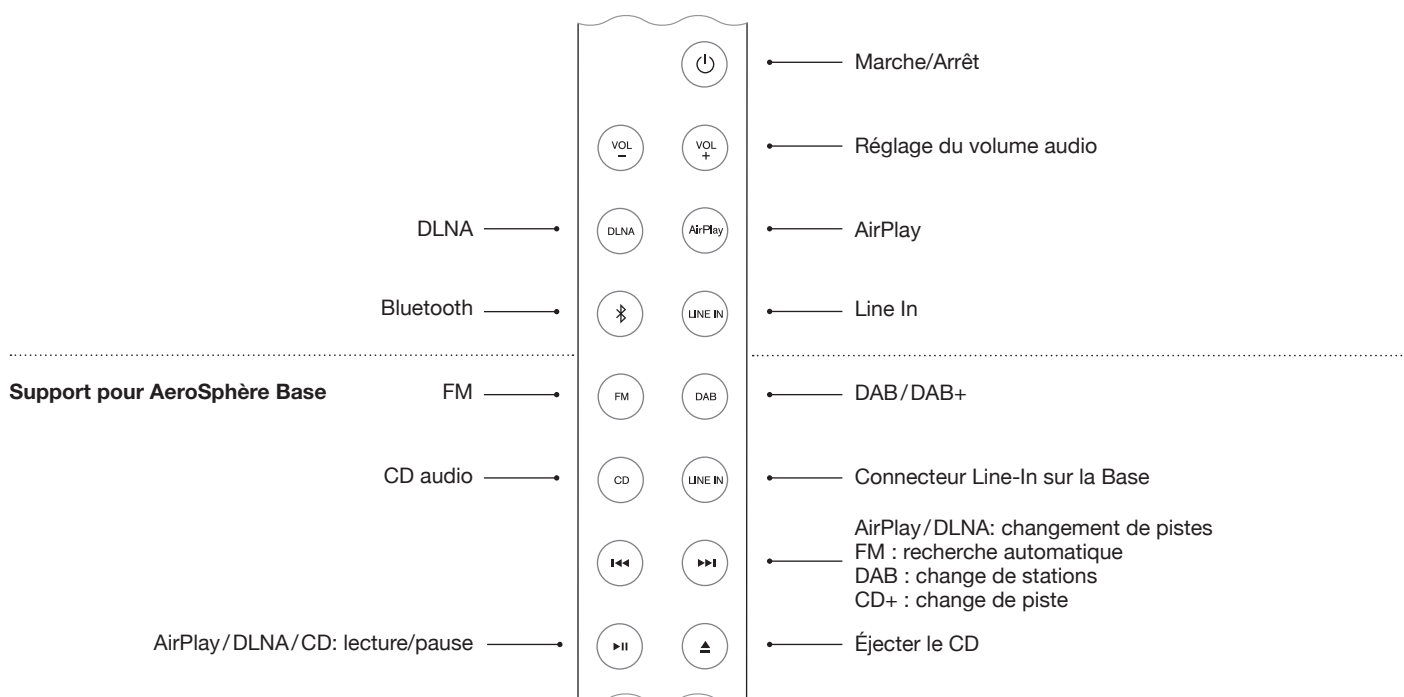 Marche/Arrêt
VOL
−
VOL
+
Réglage du volume audio
DLNA
DLNA
AirPlay
AirPlay
Bluetooth
LINE IN
Line In
Support pour AeroSphère Base
FM
FM
DAB
DAB/DAB+
CD audio
CD
LINE IN
Connecteur Line-In sur la Base
AirPlay/DLNA: changement de pistes
FM : recherche automatique
DAB : change de stations
CD+ : change de piste
AirPlay/DLNA/CD: lecture/pause
Éjecter le CD